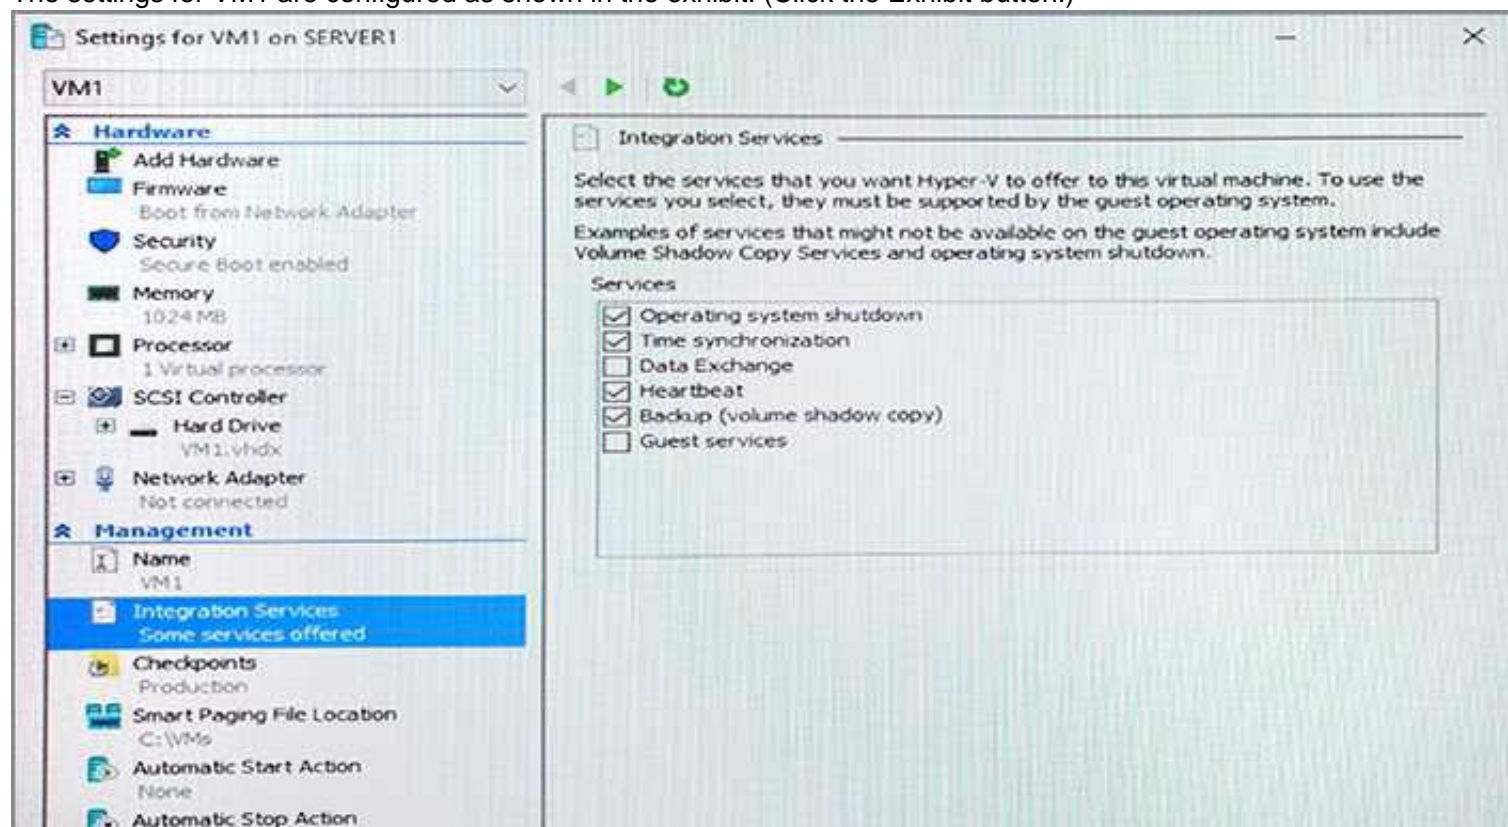 The settings for VM1 are configured as shown in the exhibit. (Click the Exhibit button.)
Settings for VM1 on SERVER1
VM1
Hardware
Add Hardware
Firmware
Boot from Network Adapter
Security
Secure Boot enabled
Memory
1024 MB
Processor
1 Virtual processor
SCSI Controller
Hard Drive
VM1.vhdx
Network Adapter
Not connected
Management
Name
VM1
Integration Services
Some services offered
Checkpoints
Production
Smart Paging File Location
C:\VMs
Automatic Start Action
None
Automatic Stop Action
Integration Services
Select the services that you want Hyper-V to offer to this virtual machine. To use the
services you select, they must be supported by the guest operating system.
Examples of services that might not be available on the guest operating system include
Volume Shadow Copy Services and operating system shutdown.
Services
Operating system shutdown
Time synchronization
Data Exchange
Heartbeat
Backup (volume shadow copy)
Guest services